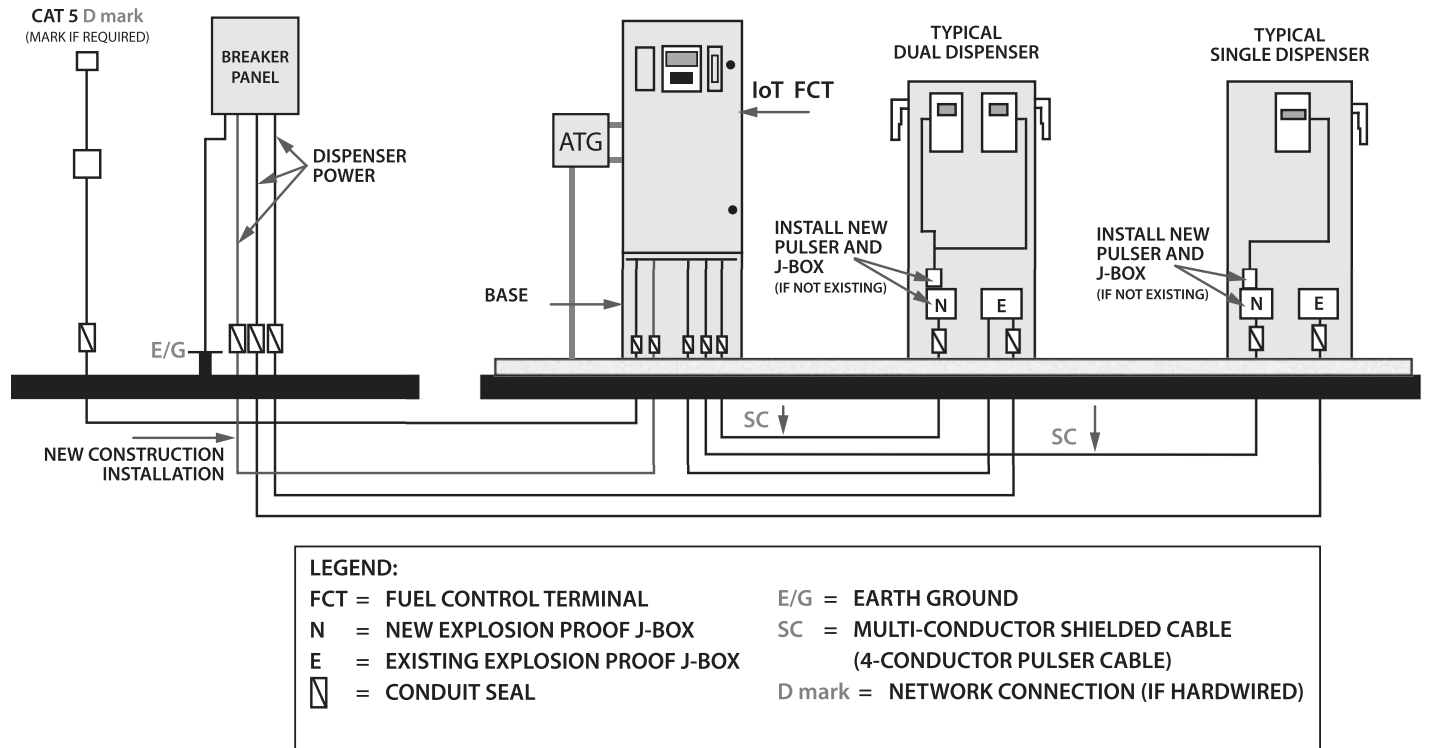 CAT 5 D mark
(MARK IF REQUIRED)
BREAKER
PANEL
DISPENSER
POWER
E/G
NEW CONSTRUCTION
INSTALLATION
ATG
IoT FCT
BASE
TYPICAL
DUAL DISPENSER
INSTALL NEW
PULSER AND
J-BOX
(IF NOT EXISTING)
N
E
SC
TYPICAL
SINGLE DISPENSER
INSTALL NEW
PULSER AND
J-BOX
(IF NOT EXISTING)
N
E
SC
LEGEND:
FCT = FUEL CONTROL TERMINAL
N = NEW EXPLOSION PROOF J-BOX
E = EXISTING EXPLOSION PROOF J-BOX
= CONDUIT SEAL
E/G = EARTH GROUND
SC = MULTI-CONDUCTOR SHIELDED CABLE
(4-CONDUCTOR PULSER CABLE)
D mark = NETWORK CONNECTION (IF HARDWIRED)